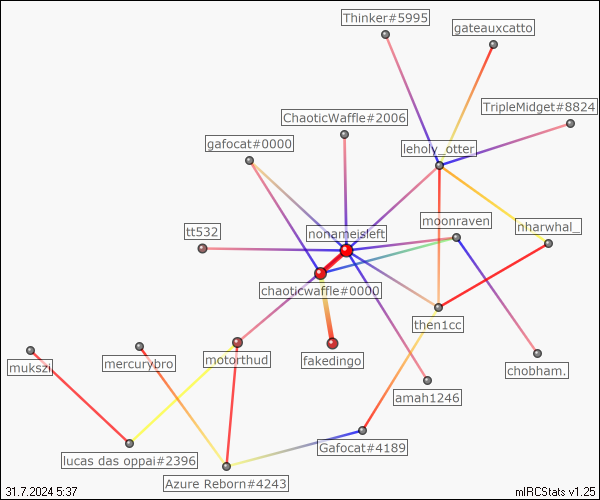 Thinker#5995
gateauxcatto
TripleMidget#8824
ChaoticWaffle#2006
gafocat#0000
leholy_otter
moonraven
nharwhal_
tt532
nonameisleft
chaoticwaffle#0000
then1cc
mukszi
mercurybro
motorthud
fakedingo
chobham.
amah1246
Gafocat#4189
lucas das oppai#2396
Azure Reborn#4243
31.7.2024 5:37
mIRCStats v1.25